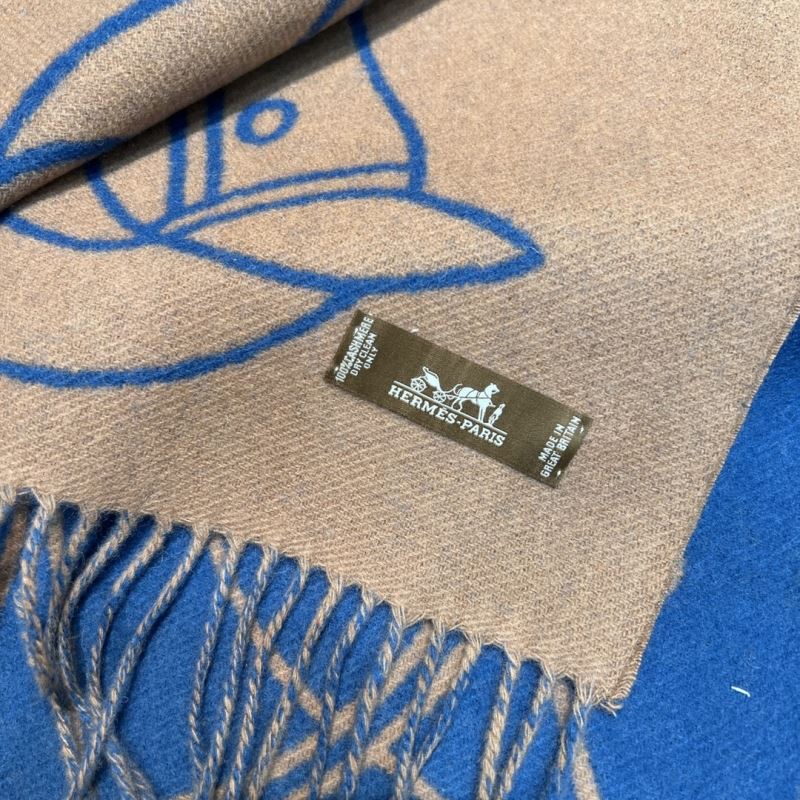 100%CASHMERE
DRY CLEAN
ONLY
HERMÈS-PARIS
MADE IN
GREAT BRITAIN